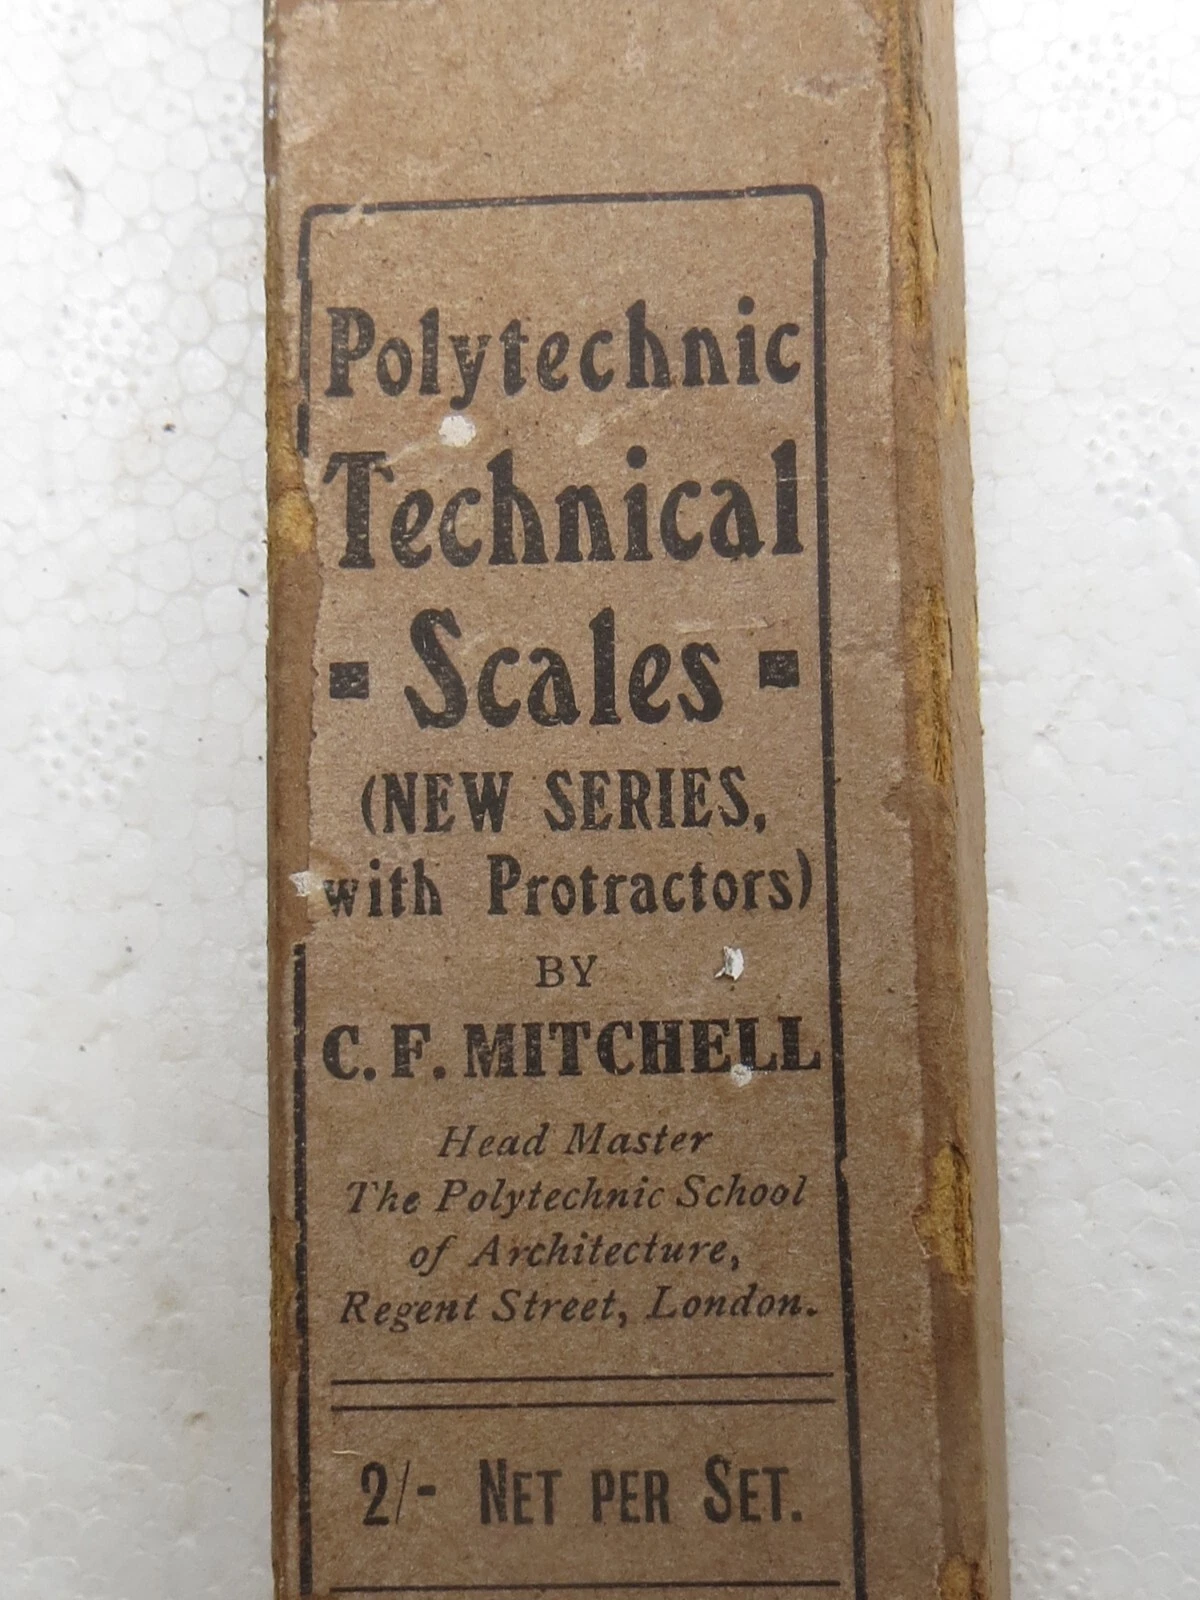 Polytechnic
Technical
▪ Scales ▪
(NEW SERIES,
with Protractors)
BY
C. F. MITCHELL
Head Master
The Polytechnic School
of Architecture,
Regent Street, London.
2/- NET PER SET.